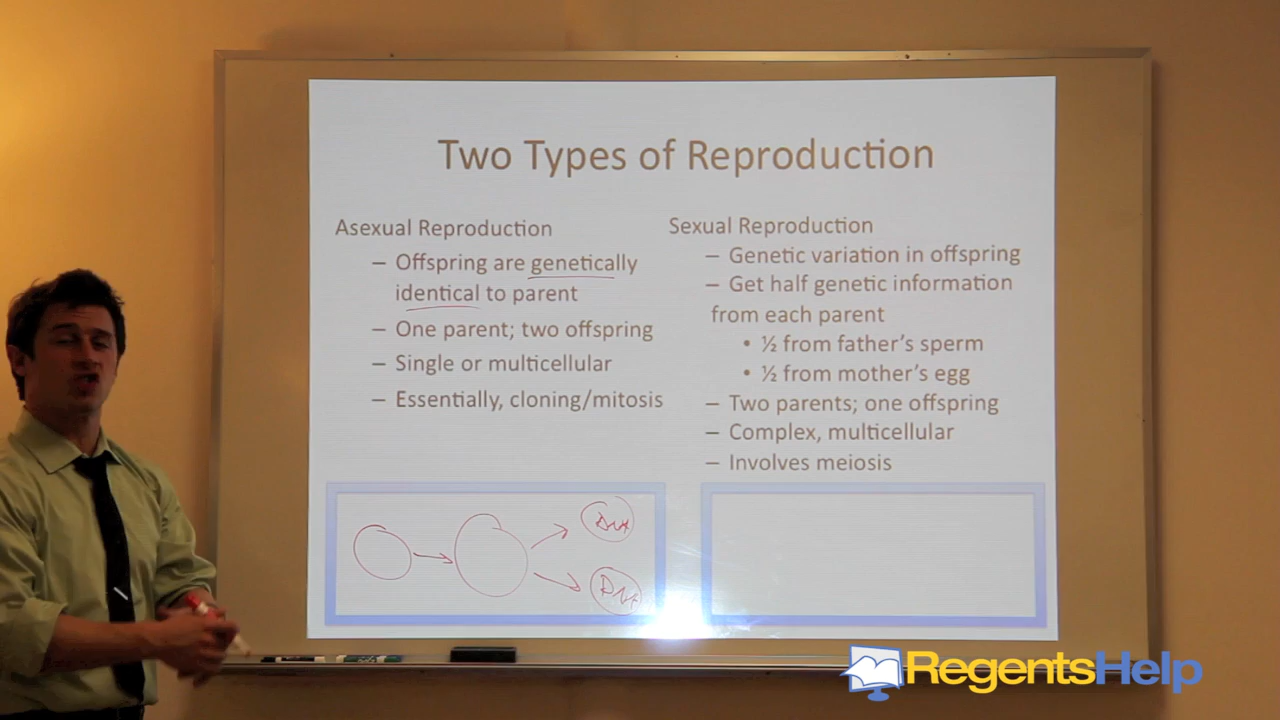 Two Types of Reproduction
Asexual Reproduction
– Offspring are genetically
identical to parent
– One parent; two offspring
– Single or multicellular
– Essentially, cloning/mitosis
DNA
DNA
Sexual Reproduction
– Genetic variation in offspring
– Get half genetic information
from each parent
• ½ from father's sperm
• ½ from mother's egg
– Two parents; one offspring
– Complex, multicellular
– Involves meiosis
RegentsHelp